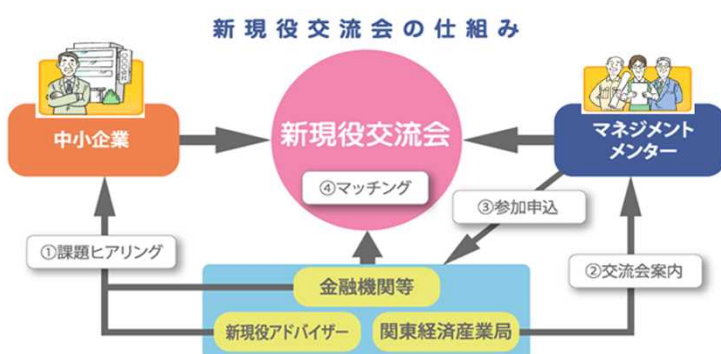 新現役交流会の仕組み
中小企業
新現役交流会
マネジメント
メンター
④マッチング
③参加申込
①課題ヒアリング
②交流会案内
金融機関等
新現役アドバイザー
関東経済産業局